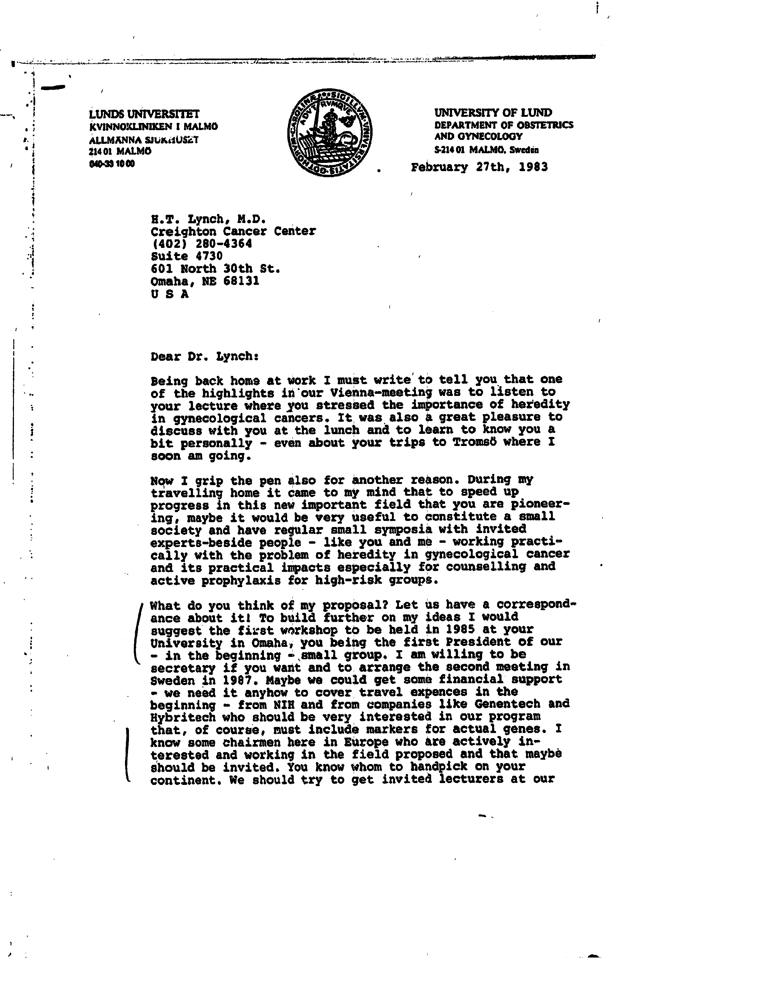 LUNDS UNIVERSITET
KVINNOKLINIKEN I MALMÖ
ALLMÄNNA SJUKHUSET
214 01 MALMÖ
040-33 10 00
UNIVERSITY OF LUND
DEPARTMENT OF OBSTETRICS
AND GYNECOLOGY
S-214 01 MALMÖ, Sweden
February 27th, 1983
H.T. Lynch, M.D.
Creighton Cancer Center
(402) 280-4364
Suite 4730
601 North 30th St.
Omaha, NE 68131
U S A
Dear Dr. Lynch:
Being back home at work I must write to tell you that one
of the highlights in our Vienna-meeting was to listen to
your lecture where you stressed the importance of heredity
in gynecological cancers. It was also a great pleasure to
discuss with you at the lunch and to learn to know you a
bit personally - even about your trips to Tromsö where I
soon am going.
Now I grip the pen also for another reason. During my
travelling home it came to my mind that to speed up
progress in this new important field that you are pioneer-
ing, maybe it would be very useful to constitute a small
society and have regular small symposia with invited
experts-beside people - like you and me - working practi-
cally with the problem of heredity in gynecological cancer
and its practical impacts especially for counselling and
active prophylaxis for high-risk groups.
What do you think of my proposal? Let us have a correspond-
ance about it! To build further on my ideas I would
suggest the first workshop to be held in 1985 at your
University in Omaha, you being the first President of our
- in the beginning - small group. I am willing to be
secretary if you want and to arrange the second meeting in
Sweden in 1987. Maybe we could get some financial support
- we need it anyhow to cover travel expences in the
beginning - from NIH and from companies like Genentech and
Hybritech who should be very interested in our program
that, of course, must include markers for actual genes. I
know some chairmen here in Europe who are actively in-
terested and working in the field proposed and that maybe
should be invited. You know whom to handpick on your
continent. We should try to get invited lecturers at our